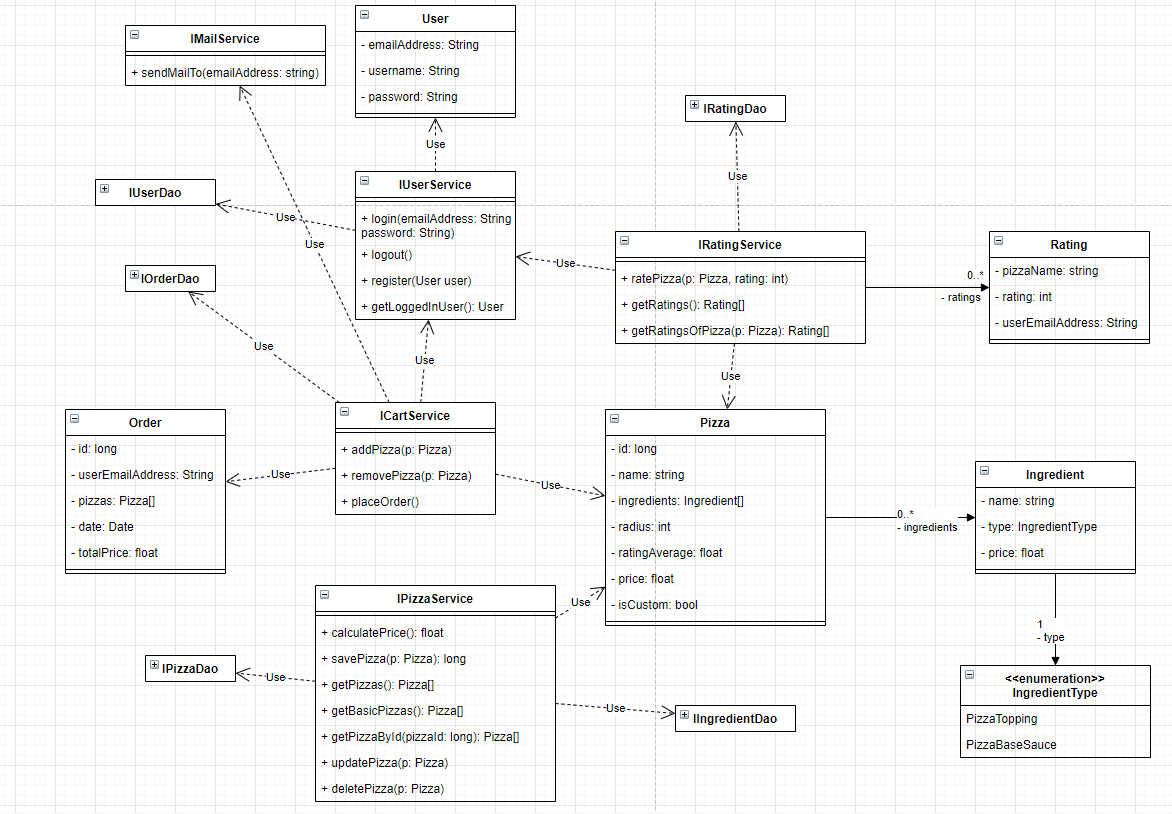 User
- emailAddress: String
- username: String
- password: String
IMailService
+ sendMailTo(emailAddress: string)
IRatingDao
Use
Use
IUserDao
Use
IUserService
+ login(emailAddress: String
password: String)
+ logout()
+ register(User user)
+ getLoggedInUser(): User
Use
IOrderDao
Use
IRatingService
+ ratePizza(p: Pizza, rating: int)
+ getRatings(): Rating[]
+ getRatingsOfPizza(p: Pizza): Rating[]
0..*
- ratings
Rating
- pizzaName: string
- rating: int
- userEmailAddress: String
Use
Use
Use
Order
- id: long
- userEmailAddress: String
- pizzas: Pizza[]
- date: Date
- totalPrice: float
Use
ICartService
+ addPizza(p: Pizza)
+ removePizza(p: Pizza)
+ placeOrder()
Use
Pizza
- id: long
- name: string
- ingredients: Ingredient[]
- radius: int
- ratingAverage: float
- price: float
- isCustom: bool
0..*
- ingredients
Ingredient
- name: string
- type: IngredientType
- price: float
IPizzaService
+ calculatePrice(): float
+ savePizza(p: Pizza): long
+ getPizzas(): Pizza[]
+ getBasicPizzas(): Pizza[]
+ getPizzaById(pizzaId: long): Pizza[]
+ updatePizza(p: Pizza)
+ deletePizza(p: Pizza)
Use
1
- type
IPizzaDao
Use
Use
IIngredientDao
<<enumeration>>
IngredientType
PizzaTopping
PizzaBaseSauce